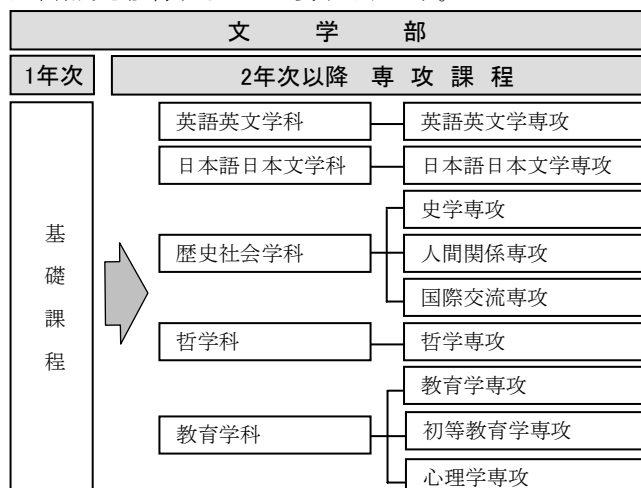 文学部
1年次 2年次以降 専攻課程
英語英文学科 英語英文学専攻
日本語日本文学科 日本語日本文学専攻
史学専攻
歴史社会学科 人間関係専攻
国際交流専攻
基礎課程
哲学科 哲学専攻
教育学専攻
教育学科 初等教育学専攻
心理学専攻